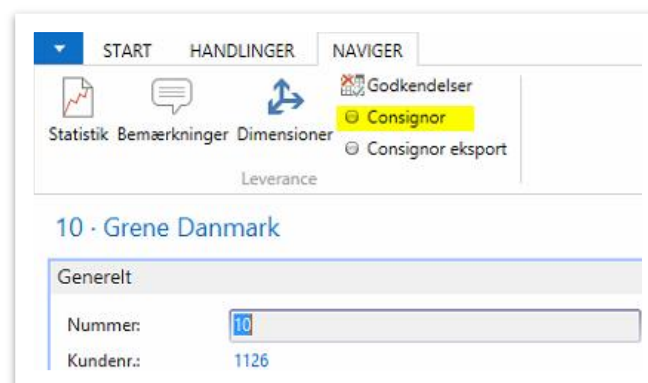 START HANDLINGER NAVIGER
Godkendelser
Consignor
Statistik Bemærkninger Dimensioner
Consignor eksport
Leverance
10 · Grene Danmark
Generelt
Nummer: 10
Kundenr.: 1126